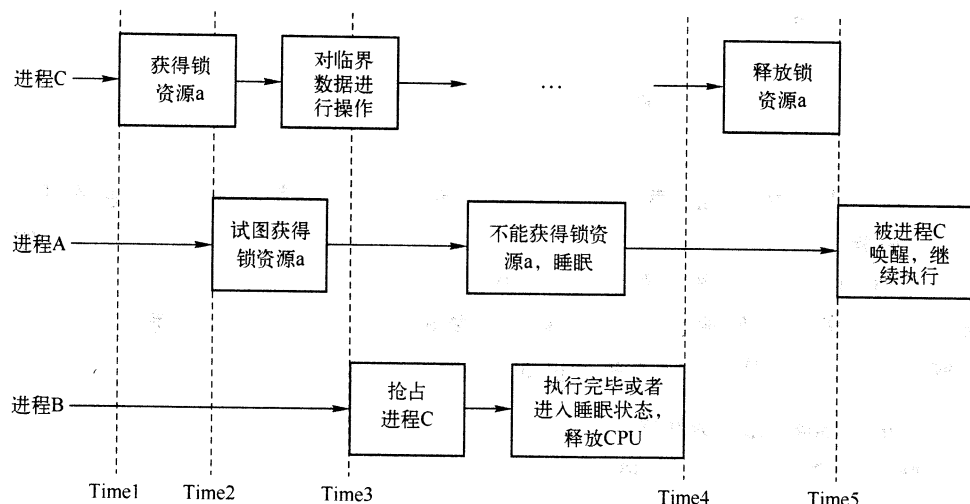 进程C
获得锁
资源a
对临界
数据进
行操作
…
释放锁
资源a
进程A
试图获得
锁资源a
不能获得锁资
源a，睡眠
被进程C
唤醒，继
续执行
进程B
抢占
进程C
执行完毕或者
进入睡眠状态，
释放CPU
Time1
Time2
Time3
Time4
Time5